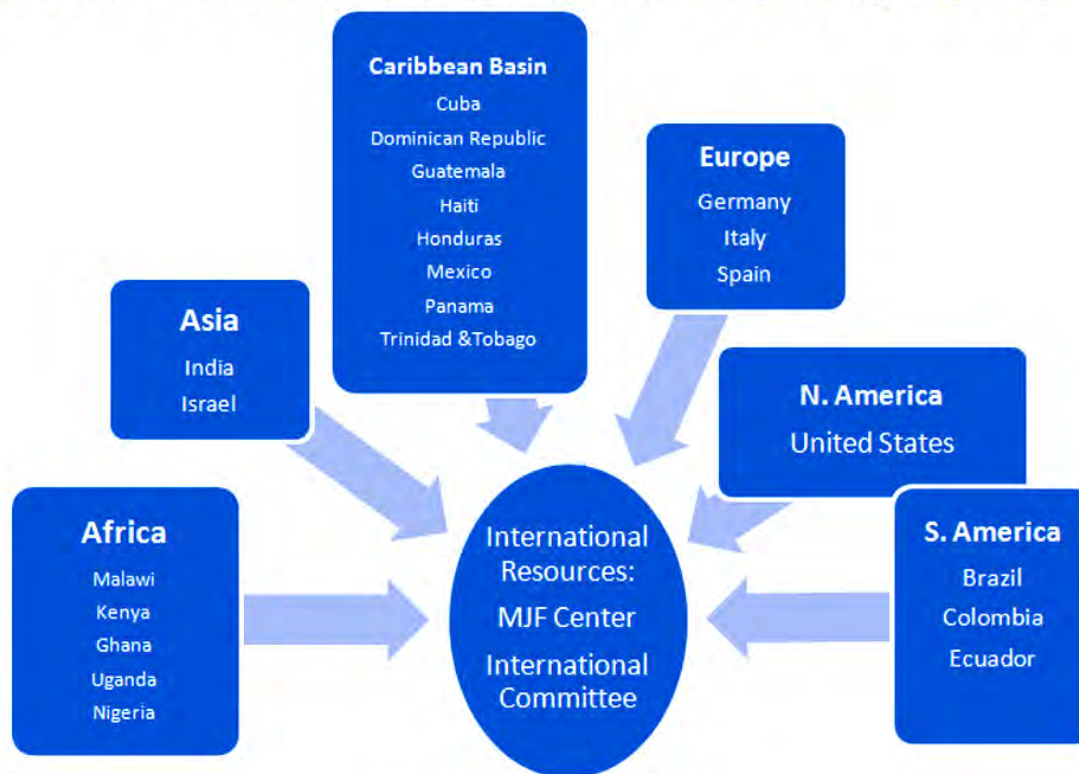 Caribbean Basin
Cuba
Dominican Republic
Guatemala
Haiti
Honduras
Mexico
Panama
Trinidad &Tobago
Europe
Germany
Italy
Spain
Asia
India
Israel
N. America
United States
Africa
Malawi
Kenya
Ghana
Uganda
Nigeria
International
Resources:
MJF Center
International
Committee
S. America
Brazil
Colombia
Ecuador